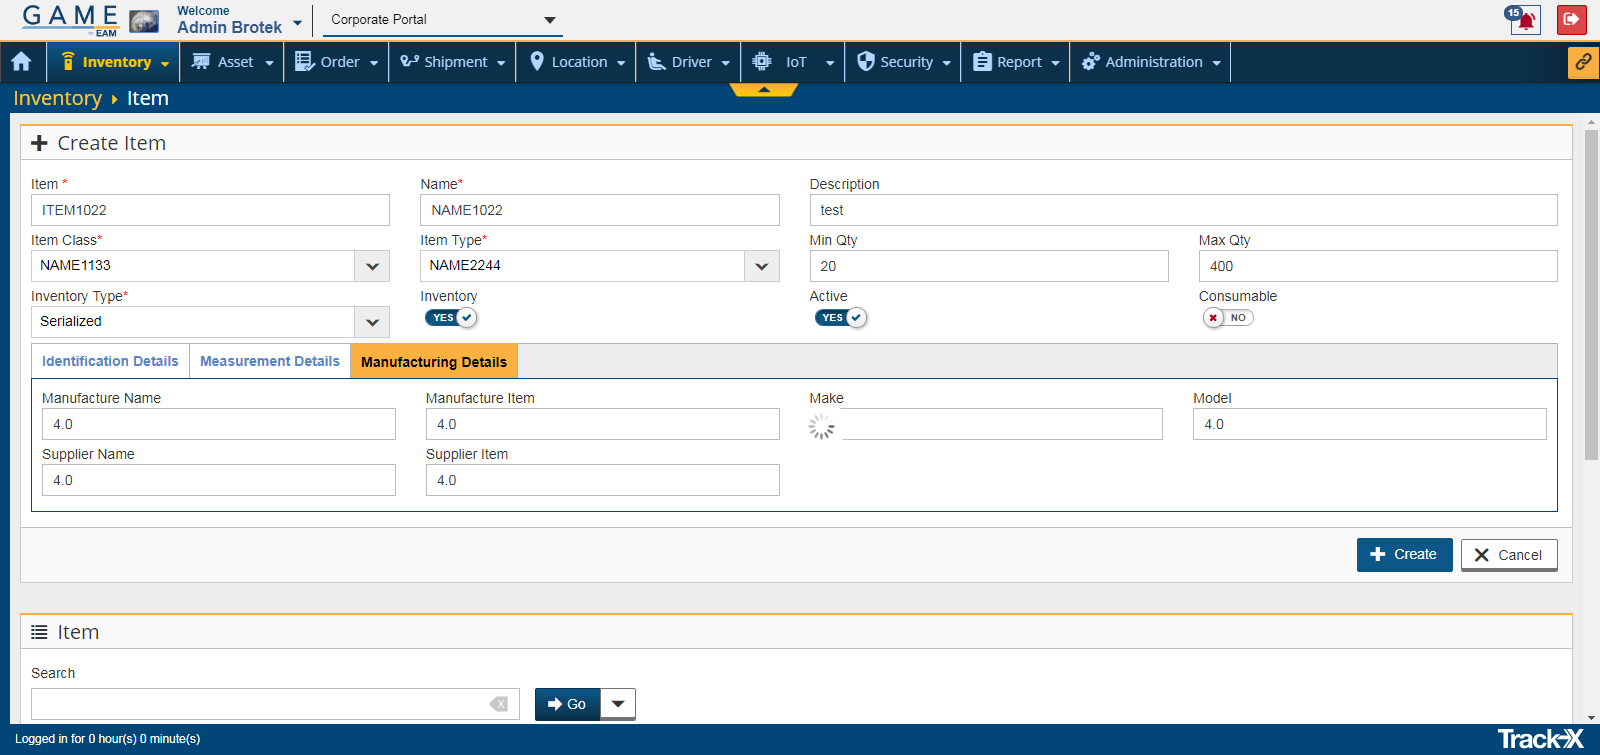 GAME
by EAM
Welcome
Admin Brotek
Corporate Portal
15
Inventory
Asset
Order
Shipment
Location
Driver
IoT
Security
Report
Administration
Inventory Item
Create Item
Item *
Name*
Description
ITEM1022
NAME1022
test
Item Class*
Item Type*
Min Qty
Max Qty
NAME1133
NAME2244
20
400
Inventory Type*
Inventory
Active
Consumable
Serialized
YES
YES
NO
Identification Details
Measurement Details
Manufacturing Details
Manufacture Name
Manufacture Item
Make
Model
4.0
4.0
4.0
Supplier Name
Supplier Item
4.0
4.0
Create
Cancel
Item
Search
Go
Logged in for 0 hour(s) 0 minute(s)
Track-X